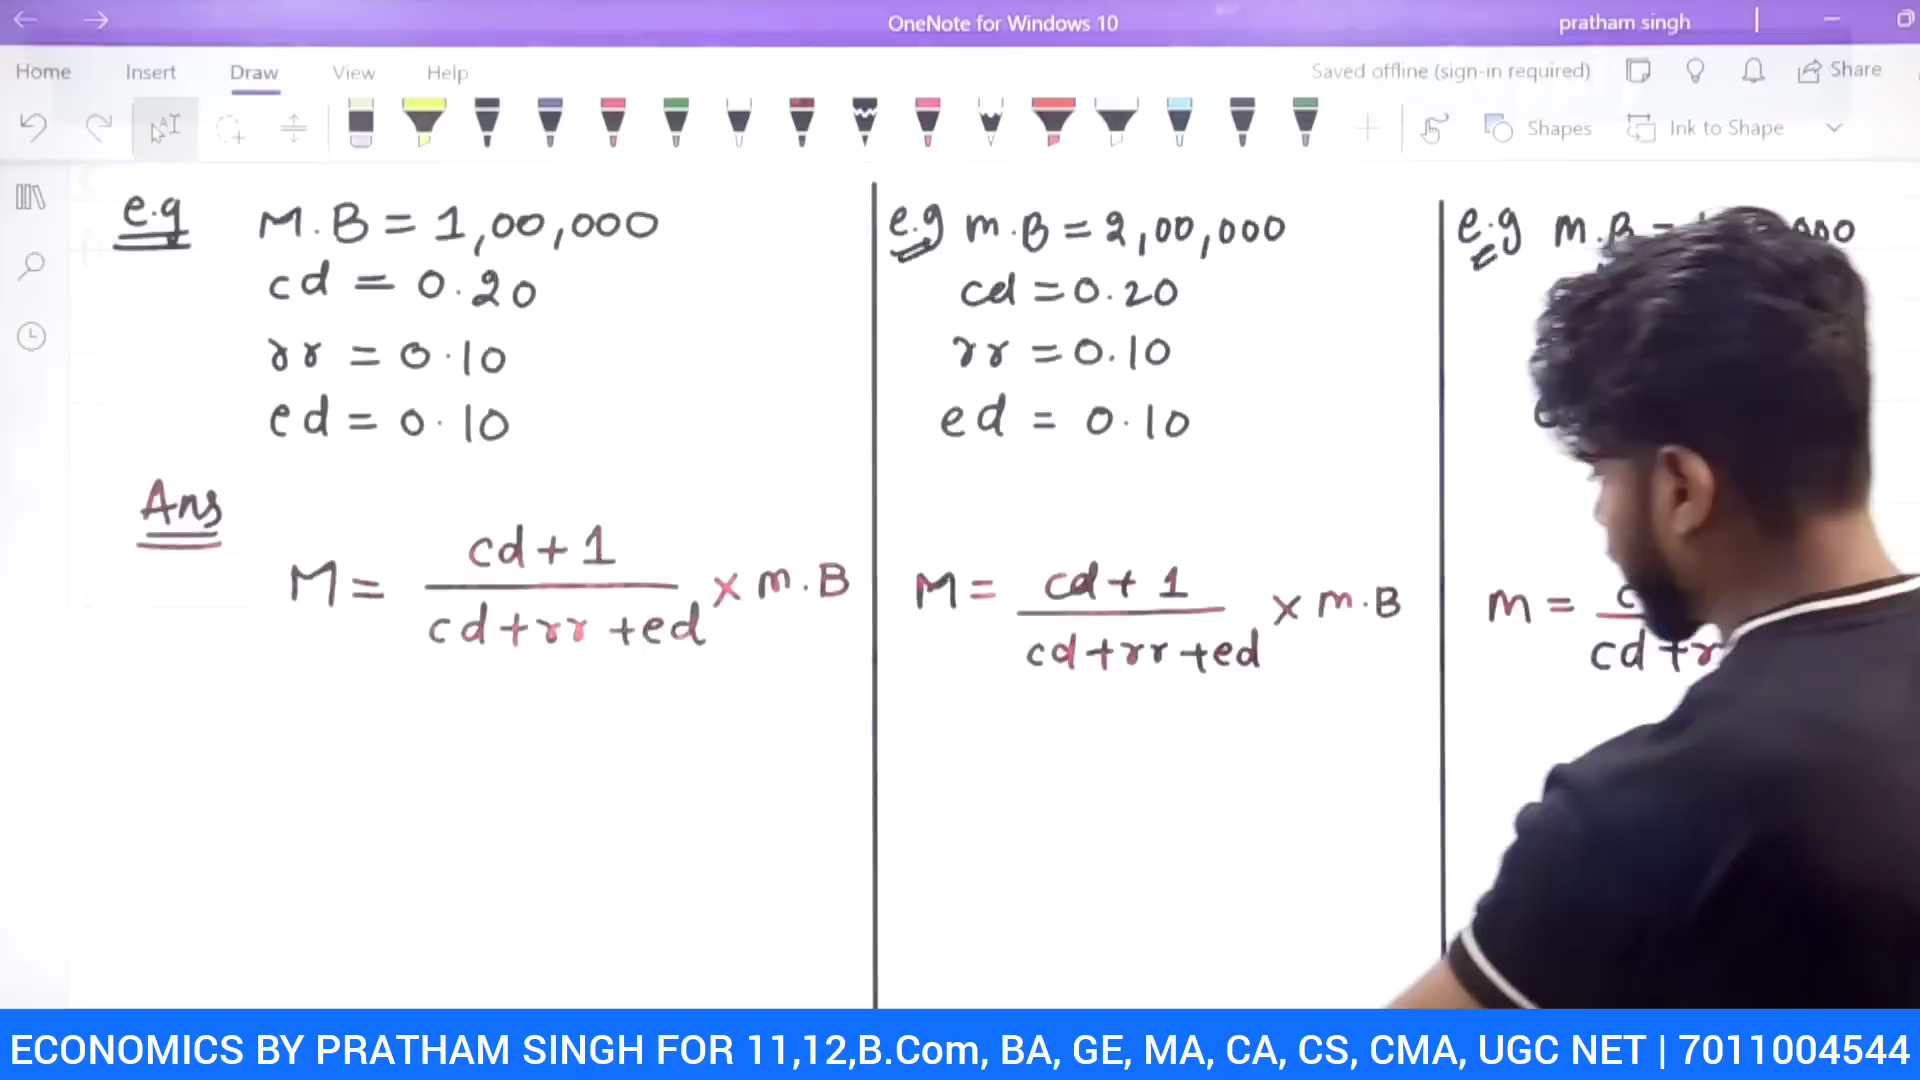 OneNote for Windows 10
pratham singh
Home Insert Draw View Help
Saved offline (sign-in required) Share
Shapes Ink to Shape
e.g M.B = 1,00,000
cd = 0.20
rr = 0.10
ed = 0.10
Ans
M = cd + 1
cd + rr + ed × m.B
e.g m.B = 2,00,000
cd = 0.20
rr = 0.10
ed = 0.10
M = cd + 1
cd + rr + ed × m.B
e.g m.B
m =
cd + r
ECONOMICS BY PRATHAM SINGH FOR 11,12,B.Com, BA, GE, MA, CA, CS, CMA, UGC NET | 7011004544